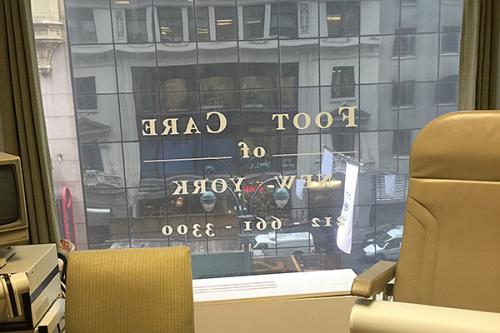 FOOT CARE
of
NEW-YORK
212 661-3300